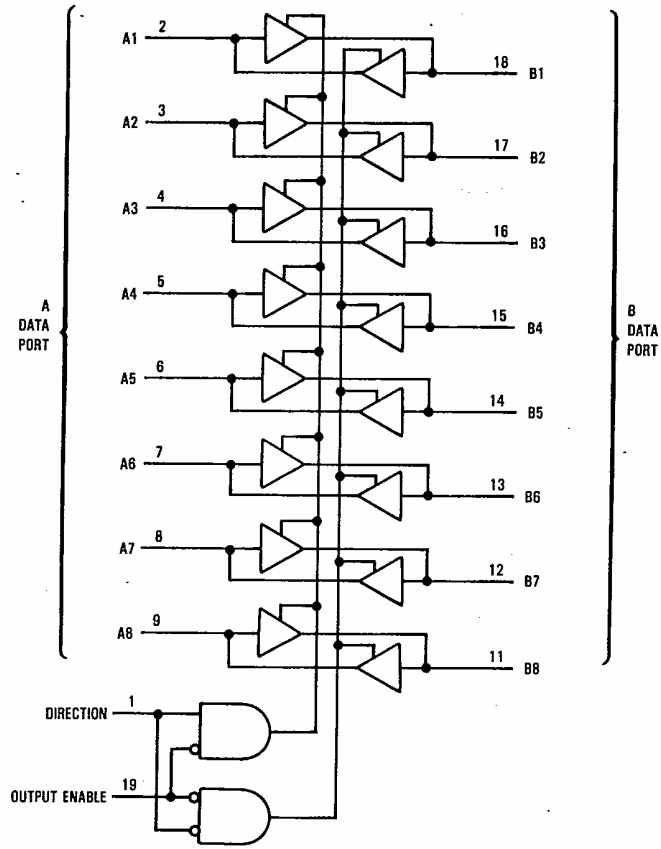 A1 2
18 B1
A2 3
17 B2
A3 4
16 B3
A4 5
15 B4
A DATA PORT
B DATA PORT
A5 6
14 B5
A6 7
13 B6
A7 8
12 B7
A8 9
11 B8
DIRECTION 1
OUTPUT ENABLE 19